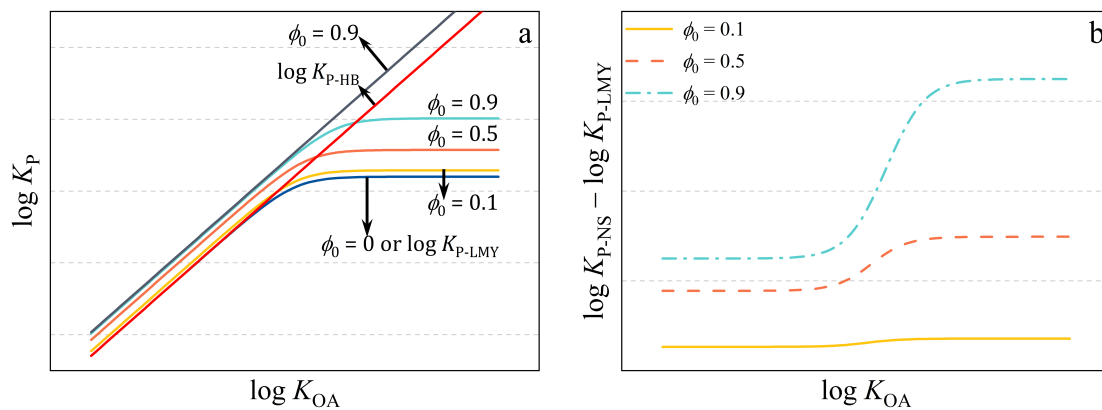 a
ϕ0 = 0.9
log KP-HB
ϕ0 = 0.9
ϕ0 = 0.5
ϕ0 = 0.1
ϕ0 = 0 or log KP-LMY
log KP
log KOA
b
ϕ0 = 0.1
ϕ0 = 0.5
ϕ0 = 0.9
log KP-NS − log KP-LMY
log KOA